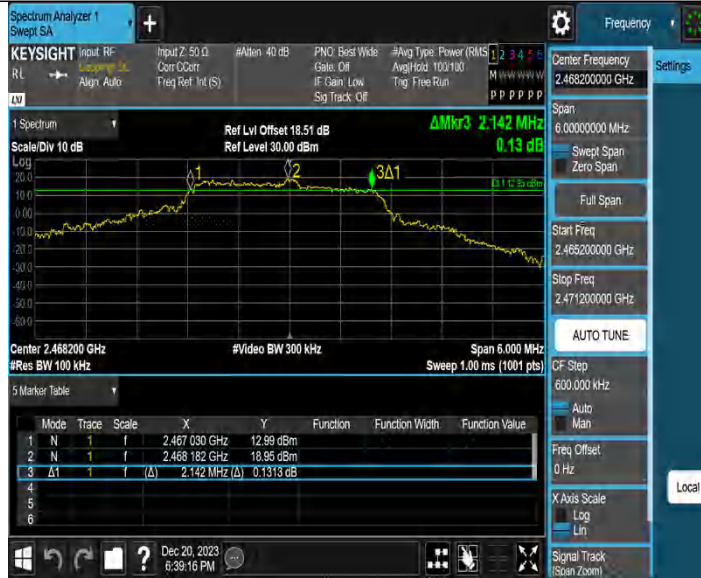 Spectrum Analyzer 1
Swept SA
Frequency
KEYSIGHT
RL
Input: RF
Align: Auto
Input Z: 50 Ω
Corr CCorr
Freq Ref: Int (S)
#Atten: 40 dB
PNO: Best Wide
Gate: Off
IF Gain: Low
Sig Track: Off
#Avg Type: Power (RMS)
Avg|Hold: 100/100
Trig: Free Run
1 2 3 4 5 6
M W W W W W
P P P P P P
LXI
1 Spectrum
Scale/Div 10 dB
Ref Lvl Offset 18.51 dB
Ref Level 30.00 dBm
ΔMkr3 2.142 MHz
0.13 dB
Log
20.0
10.0
0.00
-10.0
-20.0
-30.0
-40.0
-50.0
-60.0
1
2
3Δ1
Center 2.468200 GHz
#Res BW 100 kHz
#Video BW 300 kHz
Span 6.000 MHz
Sweep 1.00 ms (1001 pts)
5 Marker Table
Mode Trace Scale X Y Function Function Width Function Value
1 N 1 f 2.467 030 GHz 12.99 dBm
2 N 1 f 2.468 182 GHz 18.95 dBm
3 Δ1 1 f (Δ) 2.142 MHz (Δ) 0.1313 dB
4
5
6
Dec 20, 2023
6:39:16 PM
Center Frequency
2.468200000 GHz
Span
6.00000000 MHz
Swept Span
Zero Span
Full Span
Start Freq
2.465200000 GHz
Stop Freq
2.471200000 GHz
AUTO TUNE
CF Step
600.000 kHz
Auto
Man
Freq Offset
0 Hz
X Axis Scale
Log
Lin
Signal Track
(Span Zoom)
Settings
Local